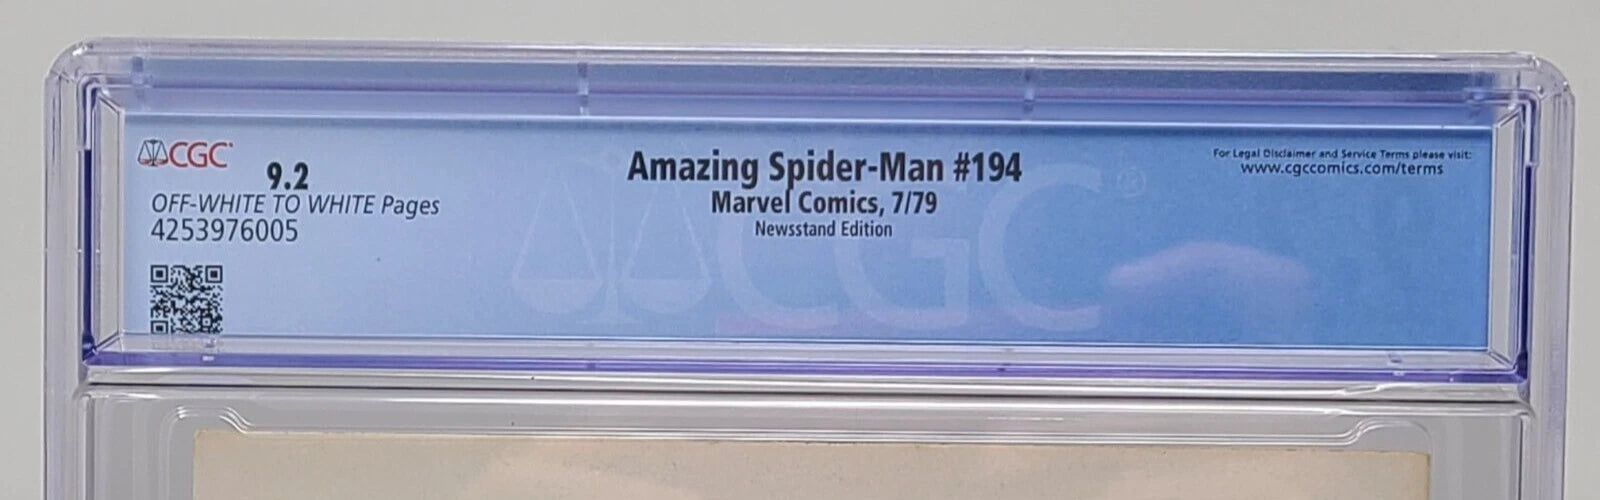 CGC
9.2
OFF-WHITE TO WHITE Pages
4253976005
Amazing Spider-Man #194
Marvel Comics, 7/79
Newsstand Edition
For Legal Disclaimer and Service Terms please visit:
www.cgccomics.com/terms
CGC®